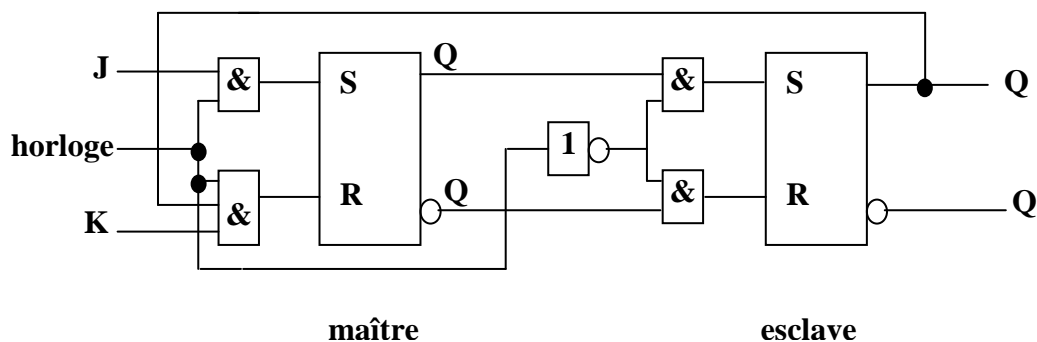 J & S Q & S Q
horloge 1
K & R Q & R Q
maître esclave